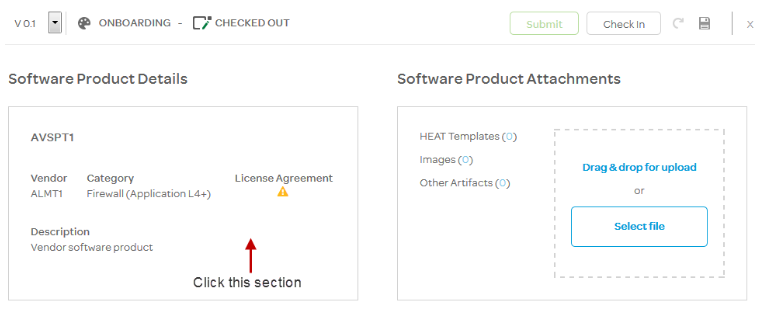 V 0.1 ONBOARDING - CHECKED OUT Submit Check In x
Software Product Details
Software Product Attachments
AVSPT1
Vendor Category License Agreement
ALMT1 Firewall (Application L4+)
Description
Vendor software product
Click this section
HEAT Templates (0)
Images (0)
Other Artifacts (0)
Drag & drop for upload
or
Select file